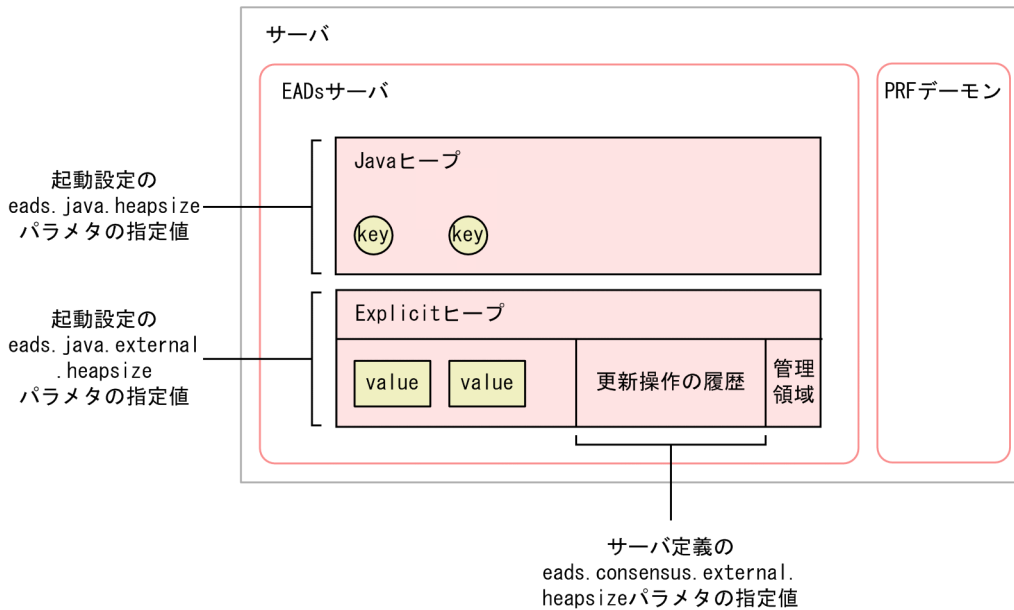 サーバ
EADsサーバ
PRFデーモン
Javaヒープ
key
key
起動設定の
eads.java.heapsize
パラメタの指定値
Explicitヒープ
value
value
更新操作の履歴
管理
領域
起動設定の
eads.java.external
.heapsize
パラメタの指定値
サーバ定義の
eads.consensus.external.
heapsizeパラメタの指定値